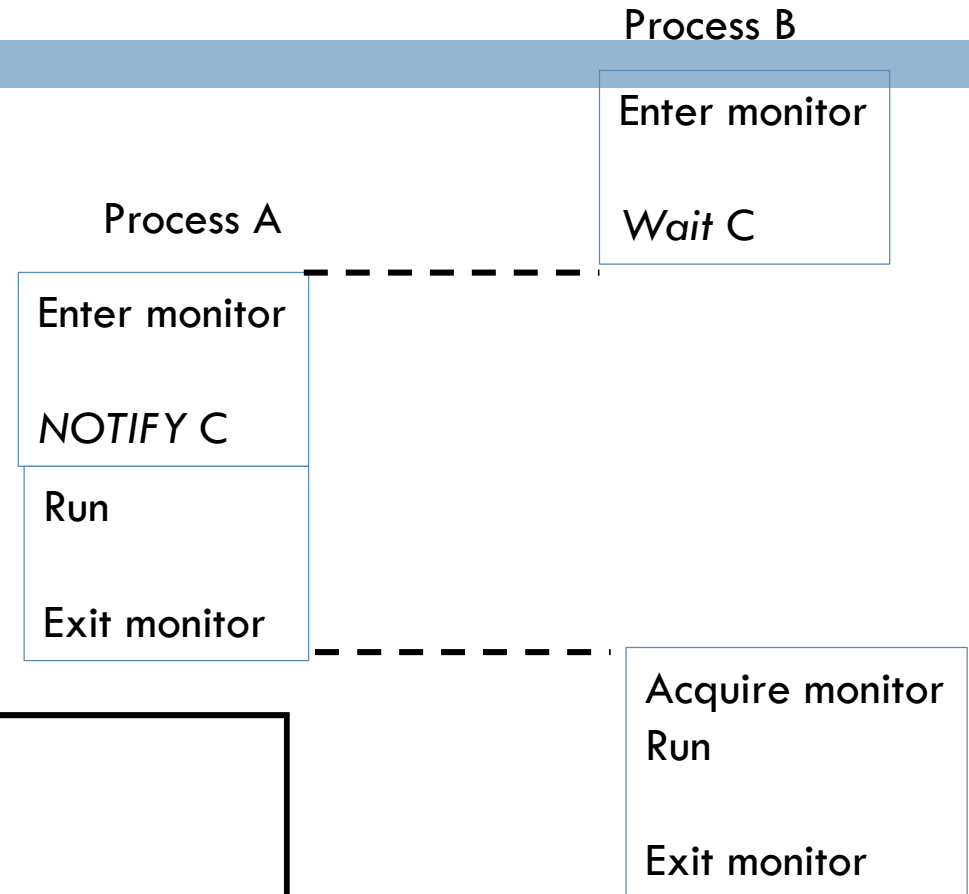 Process B
Enter monitor
Wait C
Process A
Enter monitor
NOTIFY C
Run
Exit monitor
Acquire monitor
Run
Exit monitor